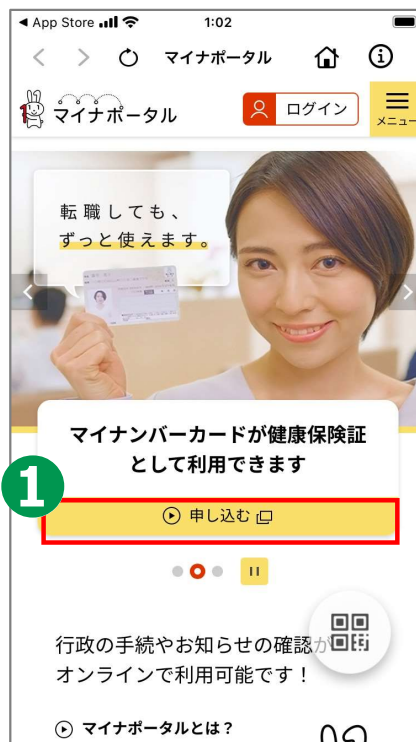 App Store
1:02
マイナポータル
マイナポータル
ログイン
メニュー
転職しても、
ずっと使えます。
マイナンバーカードが健康保険証
として利用できます
1
申し込む
行政の手続やお知らせの確認が
オンラインで利用可能です！
マイナポータルとは？